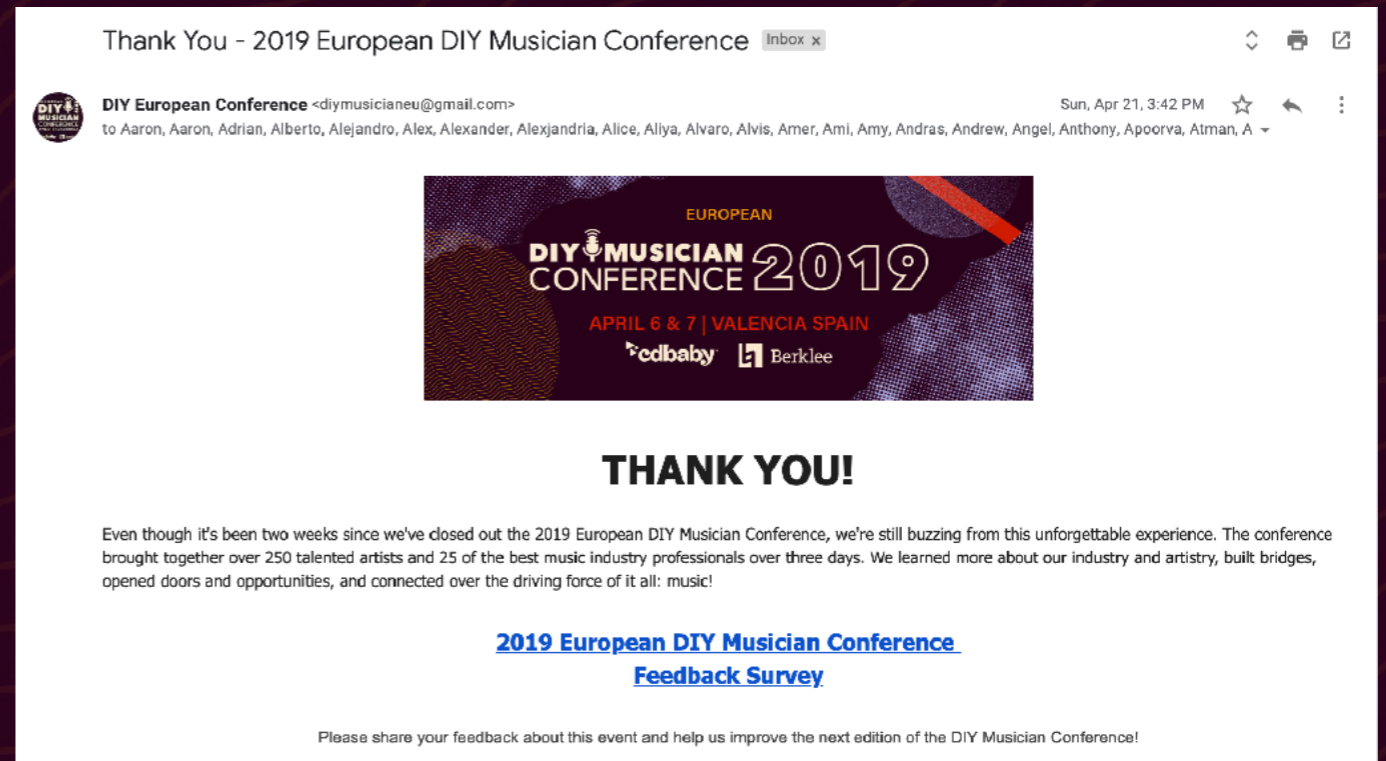 Thank You - 2019 European DIY Musician Conference Inbox x
DIY European Conference <diymusicianeu@gmail.com> Sun, Apr 21, 3:42 PM
to Aaron, Aaron, Adrian, Alberto, Alejandro, Alex, Alexander, Alexjandria, Alice, Aliya, Alvaro, Alvis, Amer, Ami, Amy, Andras, Andrew, Angel, Anthony, Apoorva, Atman, A
DIY
MUSICIAN
CONFERENCE
EUROPEAN
DIY MUSICIAN
CONFERENCE 2019
APRIL 6 & 7 | VALENCIA SPAIN
cdbaby Berklee
THANK YOU!
Even though it's been two weeks since we've closed out the 2019 European DIY Musician Conference, we're still buzzing from this unforgettable experience. The conference
brought together over 250 talented artists and 25 of the best music industry professionals over three days. We learned more about our industry and artistry, built bridges,
opened doors and opportunities, and connected over the driving force of it all: music!
2019 European DIY Musician Conference
Feedback Survey
Please share your feedback about this event and help us improve the next edition of the DIY Musician Conference!